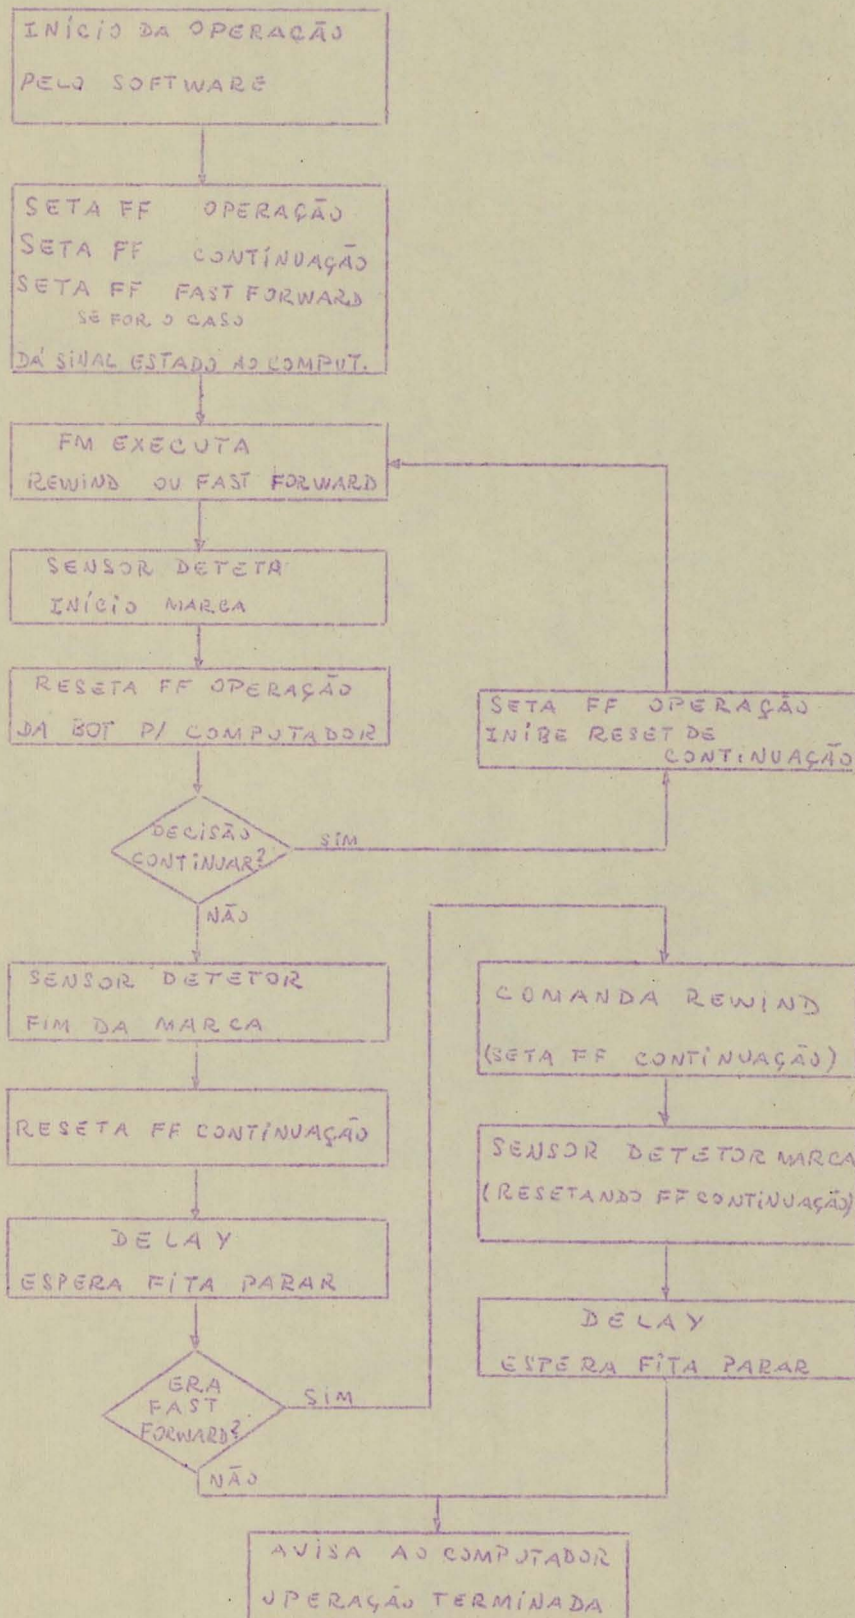 INÍCIO DA OPERAÇÃO
PELO SOFTWARE
SETA FF OPERAÇÃO
SETA FF CONTINUAÇÃO
SETA FF FAST FORWARD
SE FOR O CASO
DÁ SINAL ESTADO AO COMPUT.
FM EXECUTA
REWIND OU FAST FORWARD
SENSOR DETETA
INÍCIO MARCA
RESETA FF OPERAÇÃO
DA BOT P/ COMPUTADOR
SETA FF OPERAÇÃO
INIBE RESET DE
CONTINUAÇÃO
DECISÃO
CONTINUAR?
SIM
NÃO
SENSOR DETETOR
FIM DA MARCA
RESETA FF CONTINUAÇÃO
DELAY
ESPERA FITA PARAR
ERA
FAST
FORWARD?
SIM
NÃO
COMANDA REWIND
(SETA FF CONTINUAÇÃO)
SENSOR DETETOR MARCA
(RESETANDO FF CONTINUAÇÃO)
DELAY
ESPERA FITA PARAR
AVISA AO COMPUTADOR
OPERAÇÃO TERMINADA